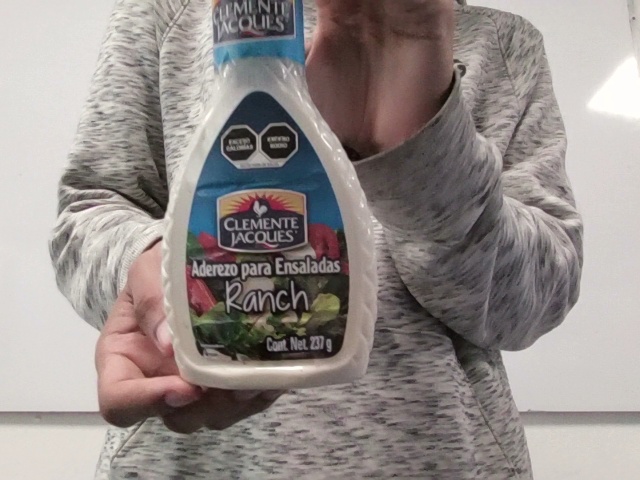 CLEMENTE
JACQUES
EXCESO
CALORÍAS
EXCESO
SODIO
CLEMENTE
JACQUES
Aderezo para Ensaladas
Ranch
Cont. Net. 237 g